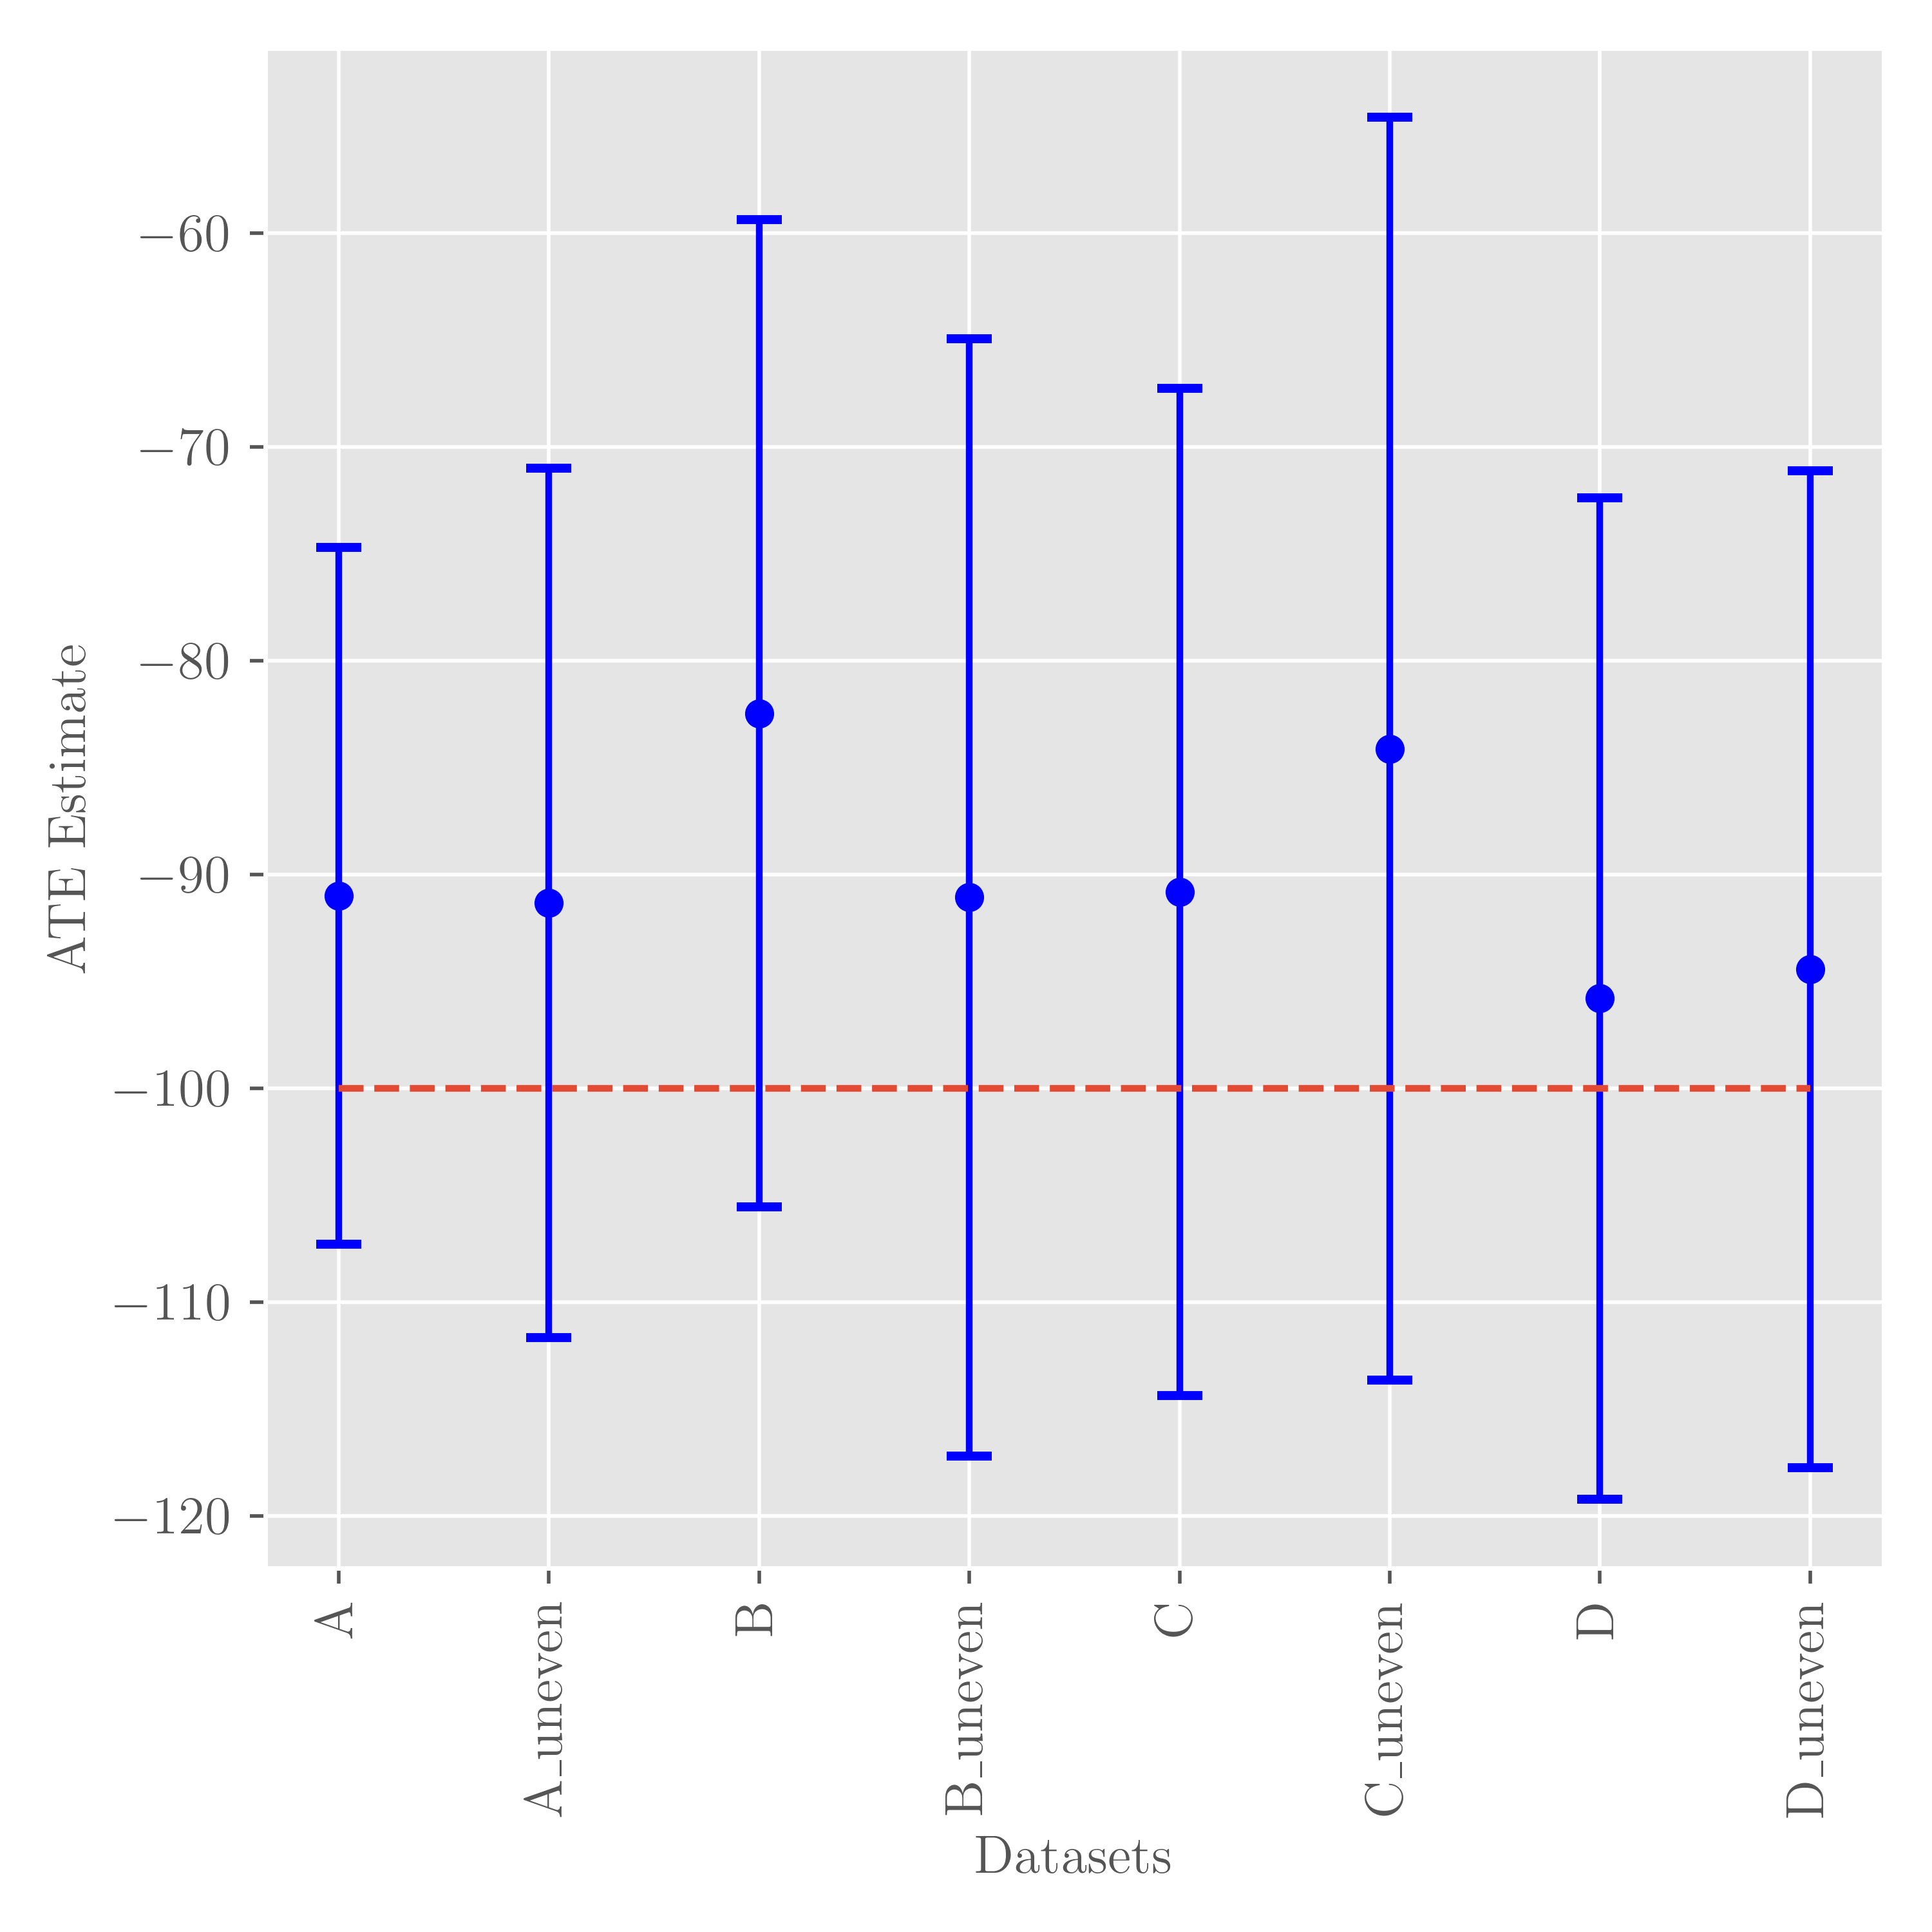 ATE Estimate
−60
−70
−80
−90
−100
−110
−120
A
A_uneven
B
B_uneven
C
C_uneven
D
D_uneven
Datasets